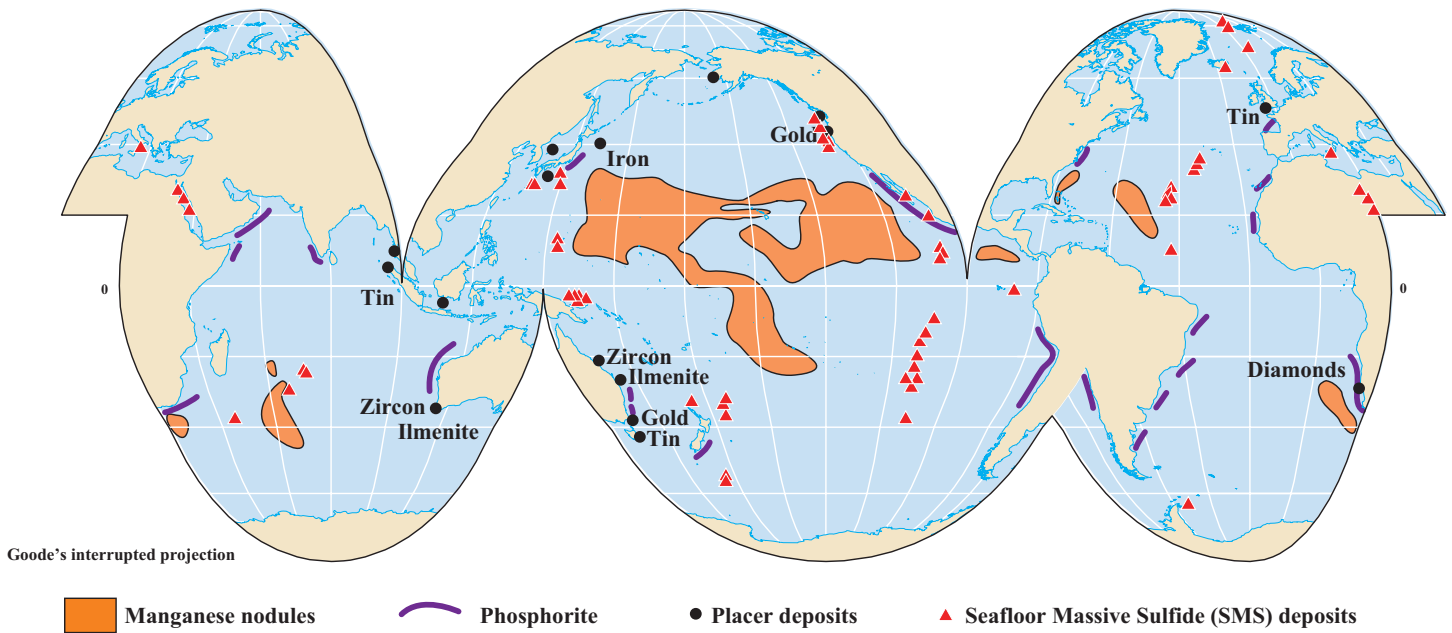 Gold
Tin
Iron
0
Tin
0
Zircon
Ilmenite
Diamonds
Zircon
Ilmenite
Gold
Tin
Goode's interrupted projection
Manganese nodules
Phosphorite
Placer deposits
Seafloor Massive Sulfide (SMS) deposits